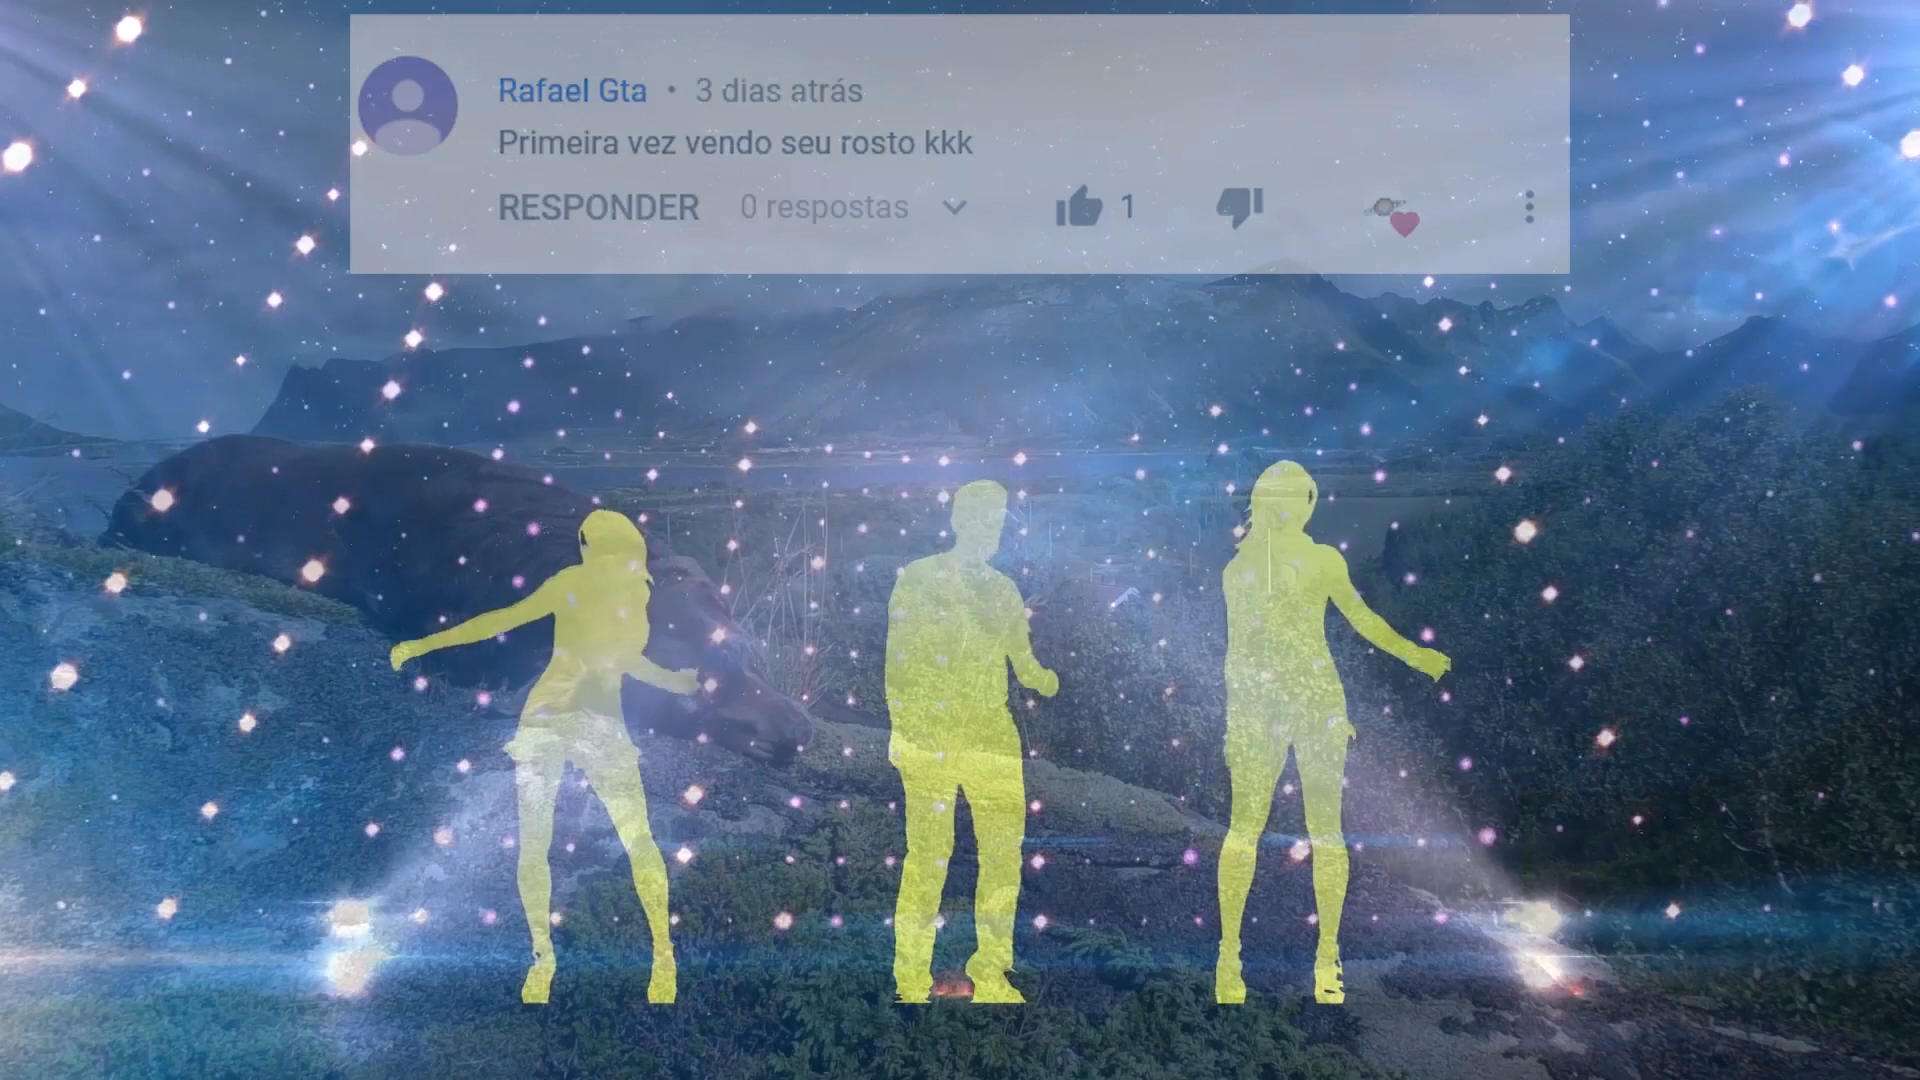 Rafael Gta • 3 dias atrás
Primeira vez vendo seu rosto kkk
RESPONDER 0 respostas 1